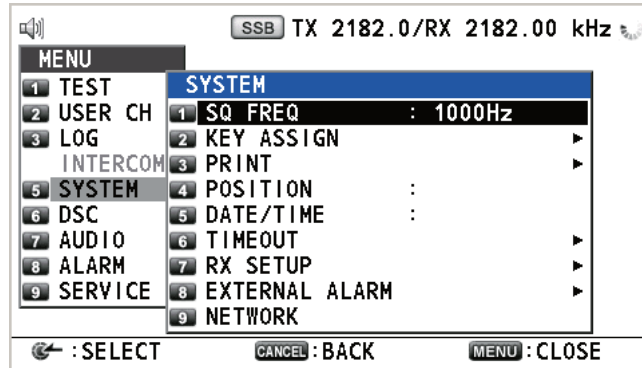 SSB TX 2182.0/RX 2182.00 kHz
MENU
1 TEST
2 USER CH
3 LOG
INTERCOM
5 SYSTEM
6 DSC
7 AUDIO
8 ALARM
9 SERVICE
SYSTEM
1 SQ FREQ : 1000Hz
2 KEY ASSIGN
3 PRINT
4 POSITION :
5 DATE/TIME :
6 TIMEOUT
7 RX SETUP
8 EXTERNAL ALARM
9 NETWORK
:SELECT CANCEL:BACK MENU:CLOSE